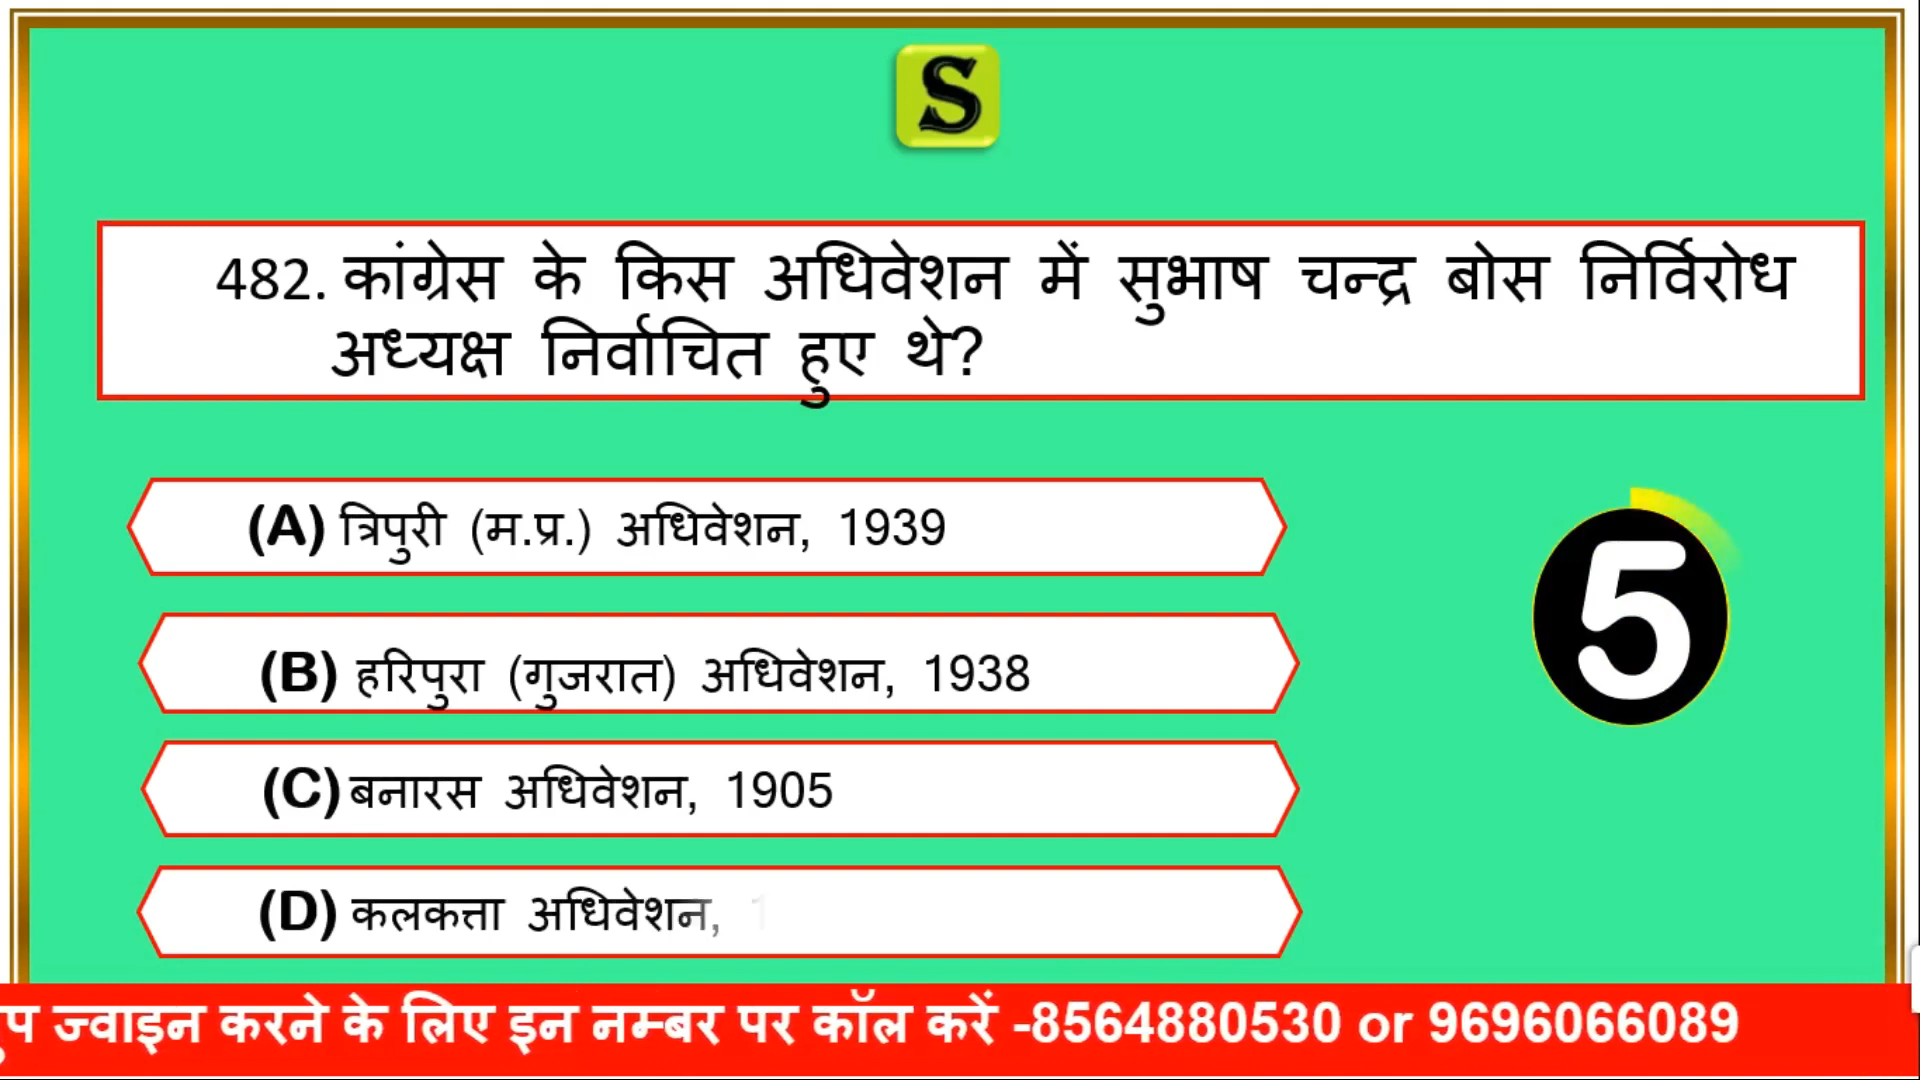 S
482. कांग्रेस के किस अधिवेशन में सुभाष चन्द्र बोस निर्विरोध
अध्यक्ष निर्वाचित हुए थे?
(A) त्रिपुरी (म.प्र.) अधिवेशन, 1939
(B) हरिपुरा (गुजरात) अधिवेशन, 1938
5
(C) बनारस अधिवेशन, 1905
(D) कलकत्ता अधिवेशन,
ज्वाइन करने के लिए इन नम्बर पर कॉल करें -8564880530 or 9696066089